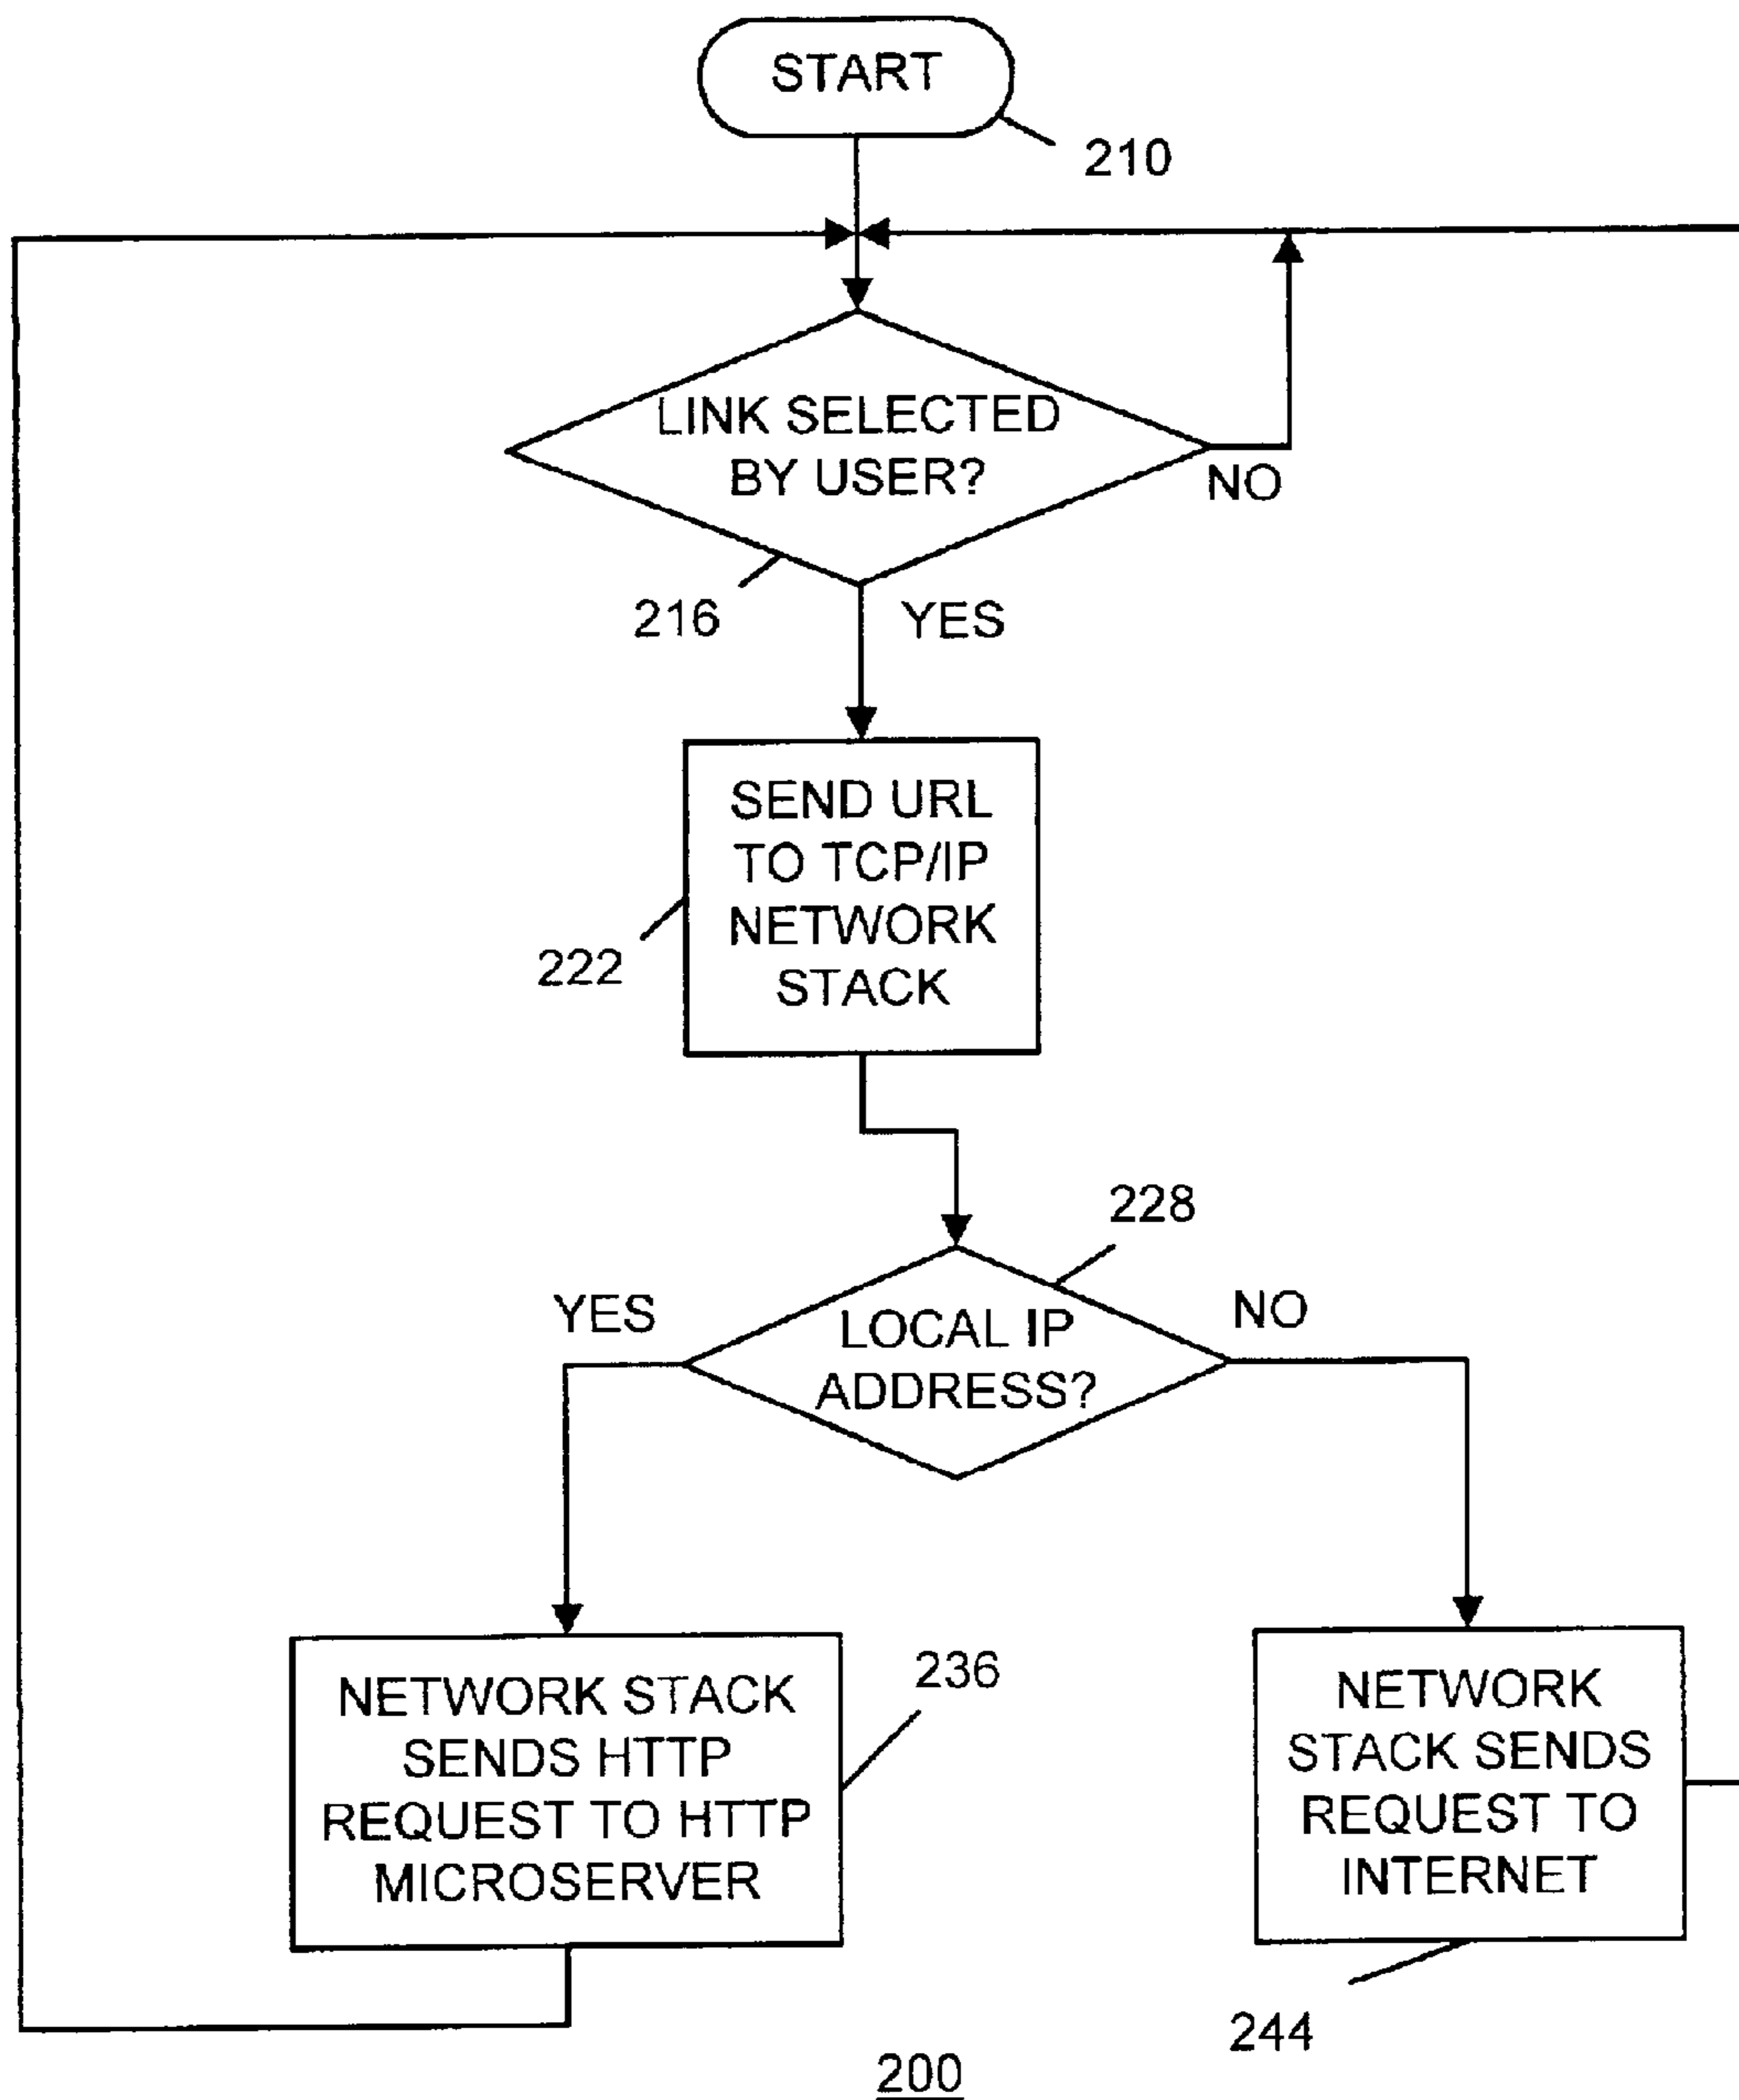 START
210
LINK SELECTED
BY USER?
NO
216
YES
SEND URL
TO TCP/IP
NETWORK
STACK
222
228
YES
NO
LOCAL IP
ADDRESS?
236
NETWORK STACK
SENDS HTTP
REQUEST TO HTTP
MICROSERVER
NETWORK
STACK SENDS
REQUEST TO
INTERNET
244
200